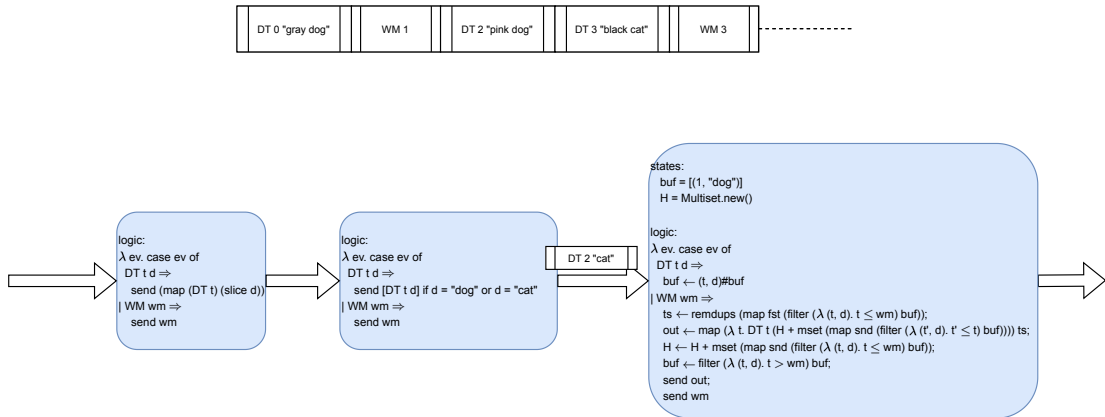 DT 0 "gray dog" WM 1 DT 2 "pink dog" DT 3 "black cat" WM 3
logic:
λ ev. case ev of
DT t d ⇒
send (map (DT t) (slice d))
| WM wm ⇒
send wm
logic:
λ ev. case ev of
DT t d ⇒
send [DT t d] if d = "dog" or d = "cat"
| WM wm ⇒
send wm
DT 2 "cat"
states:
buf = [(1, "dog")]
H = Multiset.new()
logic:
λ ev. case ev of
DT t d ⇒
buf ← (t, d)#buf
| WM wm ⇒
ts ← remdups (map fst (filter (λ (t, d). t ≤ wm) buf));
out ← map (λ t. DT t (H + mset (map snd (filter (λ (t', d). t' ≤ t) buf)))) ts;
H ← H + mset (map snd (filter (λ (t, d). t ≤ wm) buf));
buf ← filter (λ (t, d). t > wm) buf;
send out;
send wm